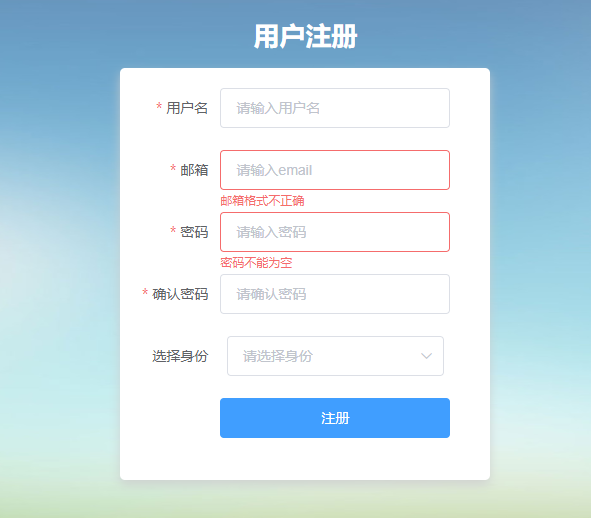 用户注册
* 用户名 请输入用户名
* 邮箱 请输入email
邮箱格式不正确
* 密码 请输入密码
密码不能为空
* 确认密码 请确认密码
选择身份 请选择身份
注册